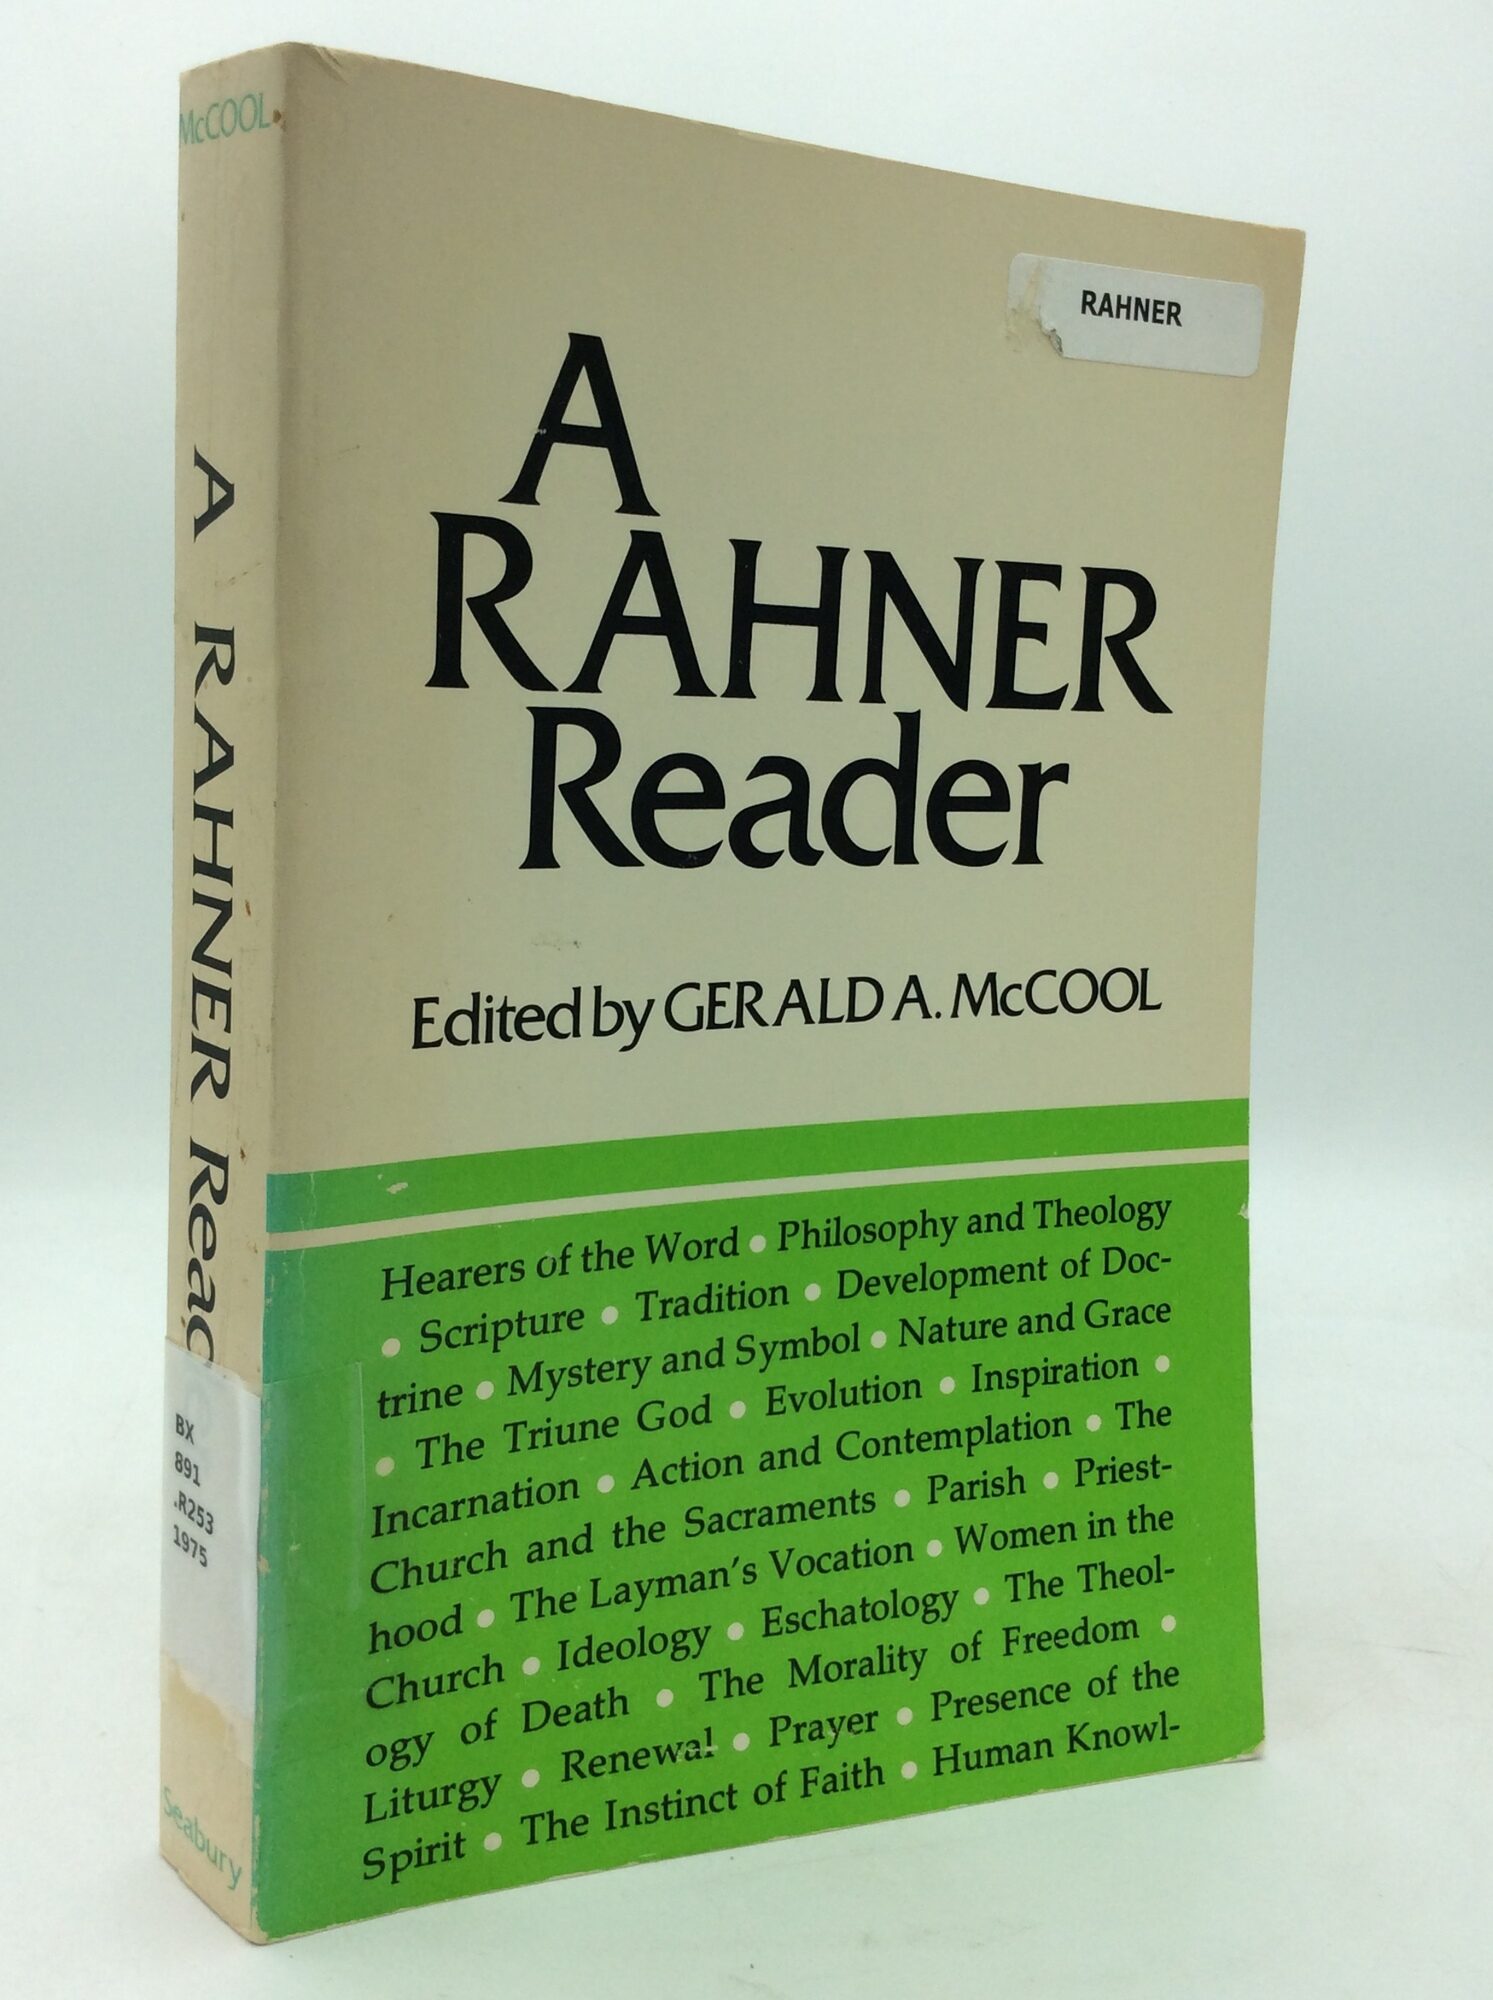 McCOOL
A RAHNER Reader
BX
891
.R253
1975
Seabury
RAHNER
A
RAHNER
Reader
Edited by GERALD A. McCOOL
Hearers of the Word • Philosophy and Theology
• Scripture • Tradition • Development of Doc-
trine • Mystery and Symbol • Nature and Grace
• The Triune God • Evolution • Inspiration •
Incarnation • Action and Contemplation • The
Church and the Sacraments • Parish • Priest-
hood • The Layman's Vocation • Women in the
Church • Ideology • Eschatology • The Theol-
ogy of Death • The Morality of Freedom •
Liturgy • Renewal • Prayer • Presence of the
Spirit • The Instinct of Faith • Human Knowl-